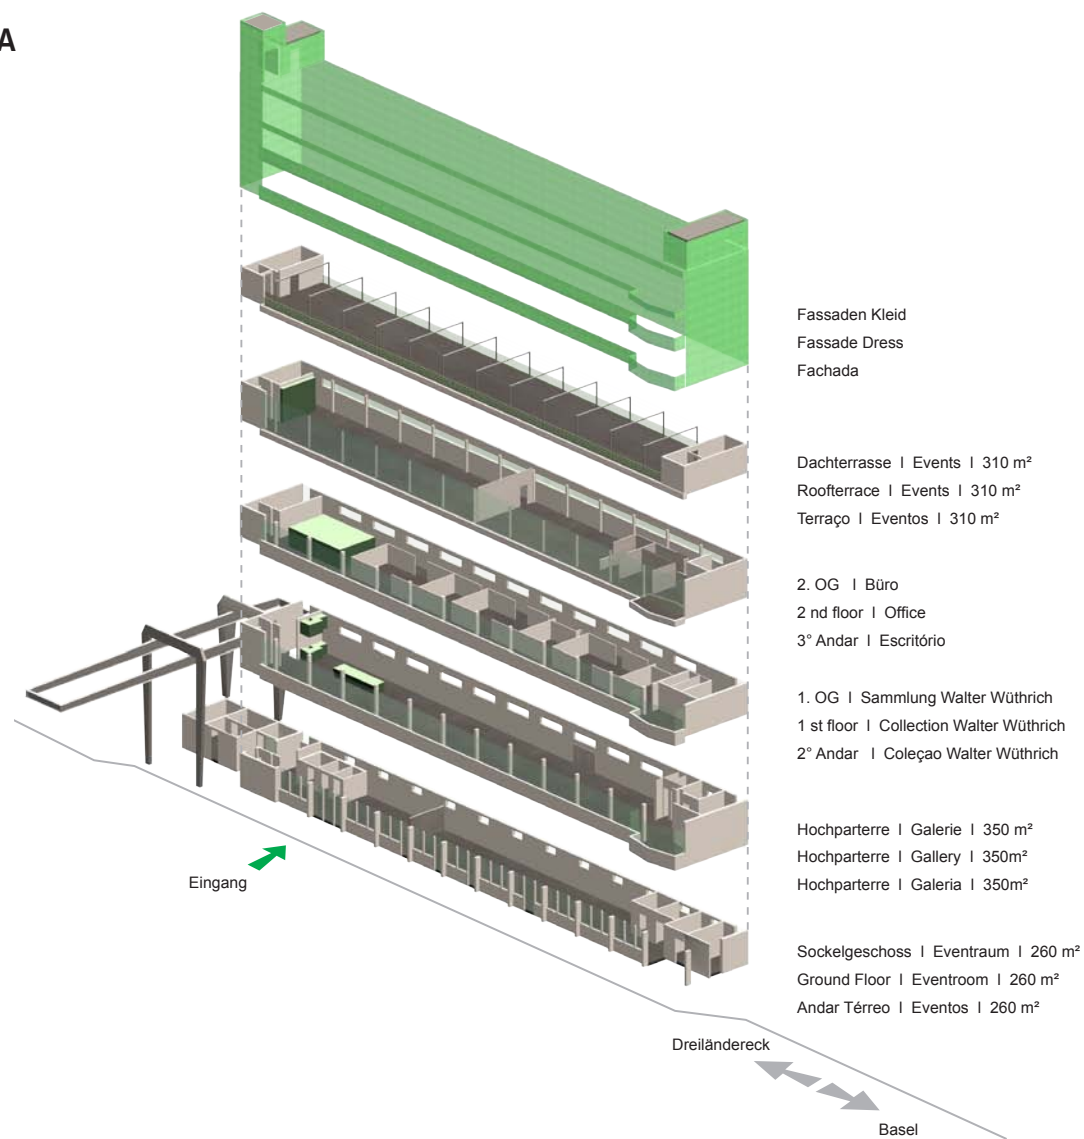 A
Fassaden Kleid
Fassade Dress
Fachada
Dachterrasse I Events I 310 m²
Roofterrace I Events I 310 m²
Terraço I Eventos I 310 m²
2. OG I Büro
2 nd floor I Office
3° Andar I Escritório
1. OG I Sammlung Walter Wüthrich
1 st floor I Collection Walter Wüthrich
2° Andar I Coleçao Walter Wüthrich
Hochparterre I Galerie I 350 m²
Hochparterre I Gallery I 350m²
Hochparterre I Galeria I 350m²
Eingang
Sockelgeschoss I Eventraum I 260 m²
Ground Floor I Eventroom I 260 m²
Andar Térreo I Eventos I 260 m²
Dreiländereck
Basel